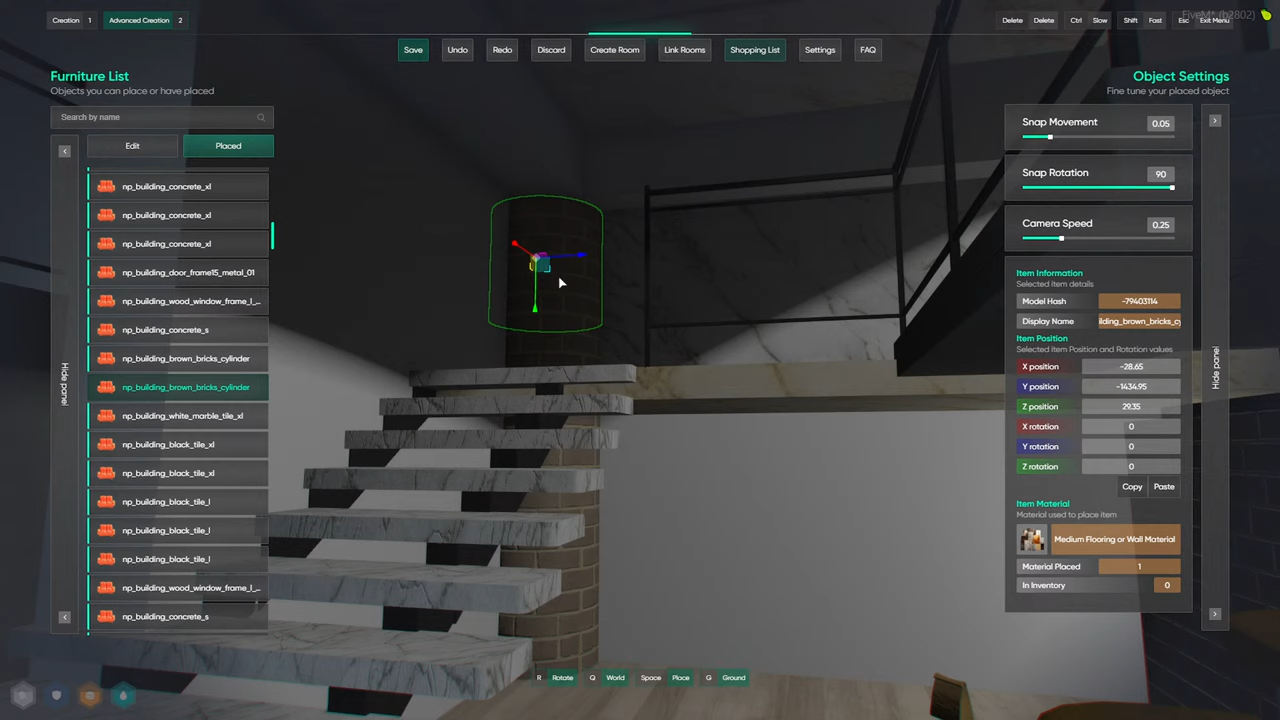 Creation 1 Advanced Creation 2
Delete Delete Ctrl Slow Shift Fast Esc Exit Menu
FiveM* (b2802)
Save Undo Redo Discard Create Room Link Rooms Shopping List Settings FAQ
Furniture List
Objects you can place or have placed
Search by name
Edit Placed
np_building_concrete_xl
np_building_concrete_xl
np_building_concrete_xl
np_building_door_frame15_metal_01
np_building_wood_window_frame_l_...
np_building_concrete_s
np_building_brown_bricks_cylinder
np_building_brown_bricks_cylinder
np_building_white_marble_tile_xl
np_building_black_tile_xl
np_building_black_tile_xl
np_building_black_tile_l
np_building_black_tile_l
np_building_black_tile_l
np_building_wood_window_frame_l_...
np_building_concrete_s
Hide panel
Object Settings
Fine tune your placed object
Snap Movement 0.05
Snap Rotation 90
Camera Speed 0.25
Item Information
Selected item details
Model Hash -79403114
Display Name ilding_brown_bricks_cy
Item Position
Selected item Position and Rotation values
X position -28.65
Y position -1434.95
Z position 29.35
X rotation 0
Y rotation 0
Z rotation 0
Copy Paste
Item Material
Material used to place item
Medium Flooring or Wall Material
Material Placed 1
In Inventory 0
Hide panel
R Rotate Q World Space Place G Ground